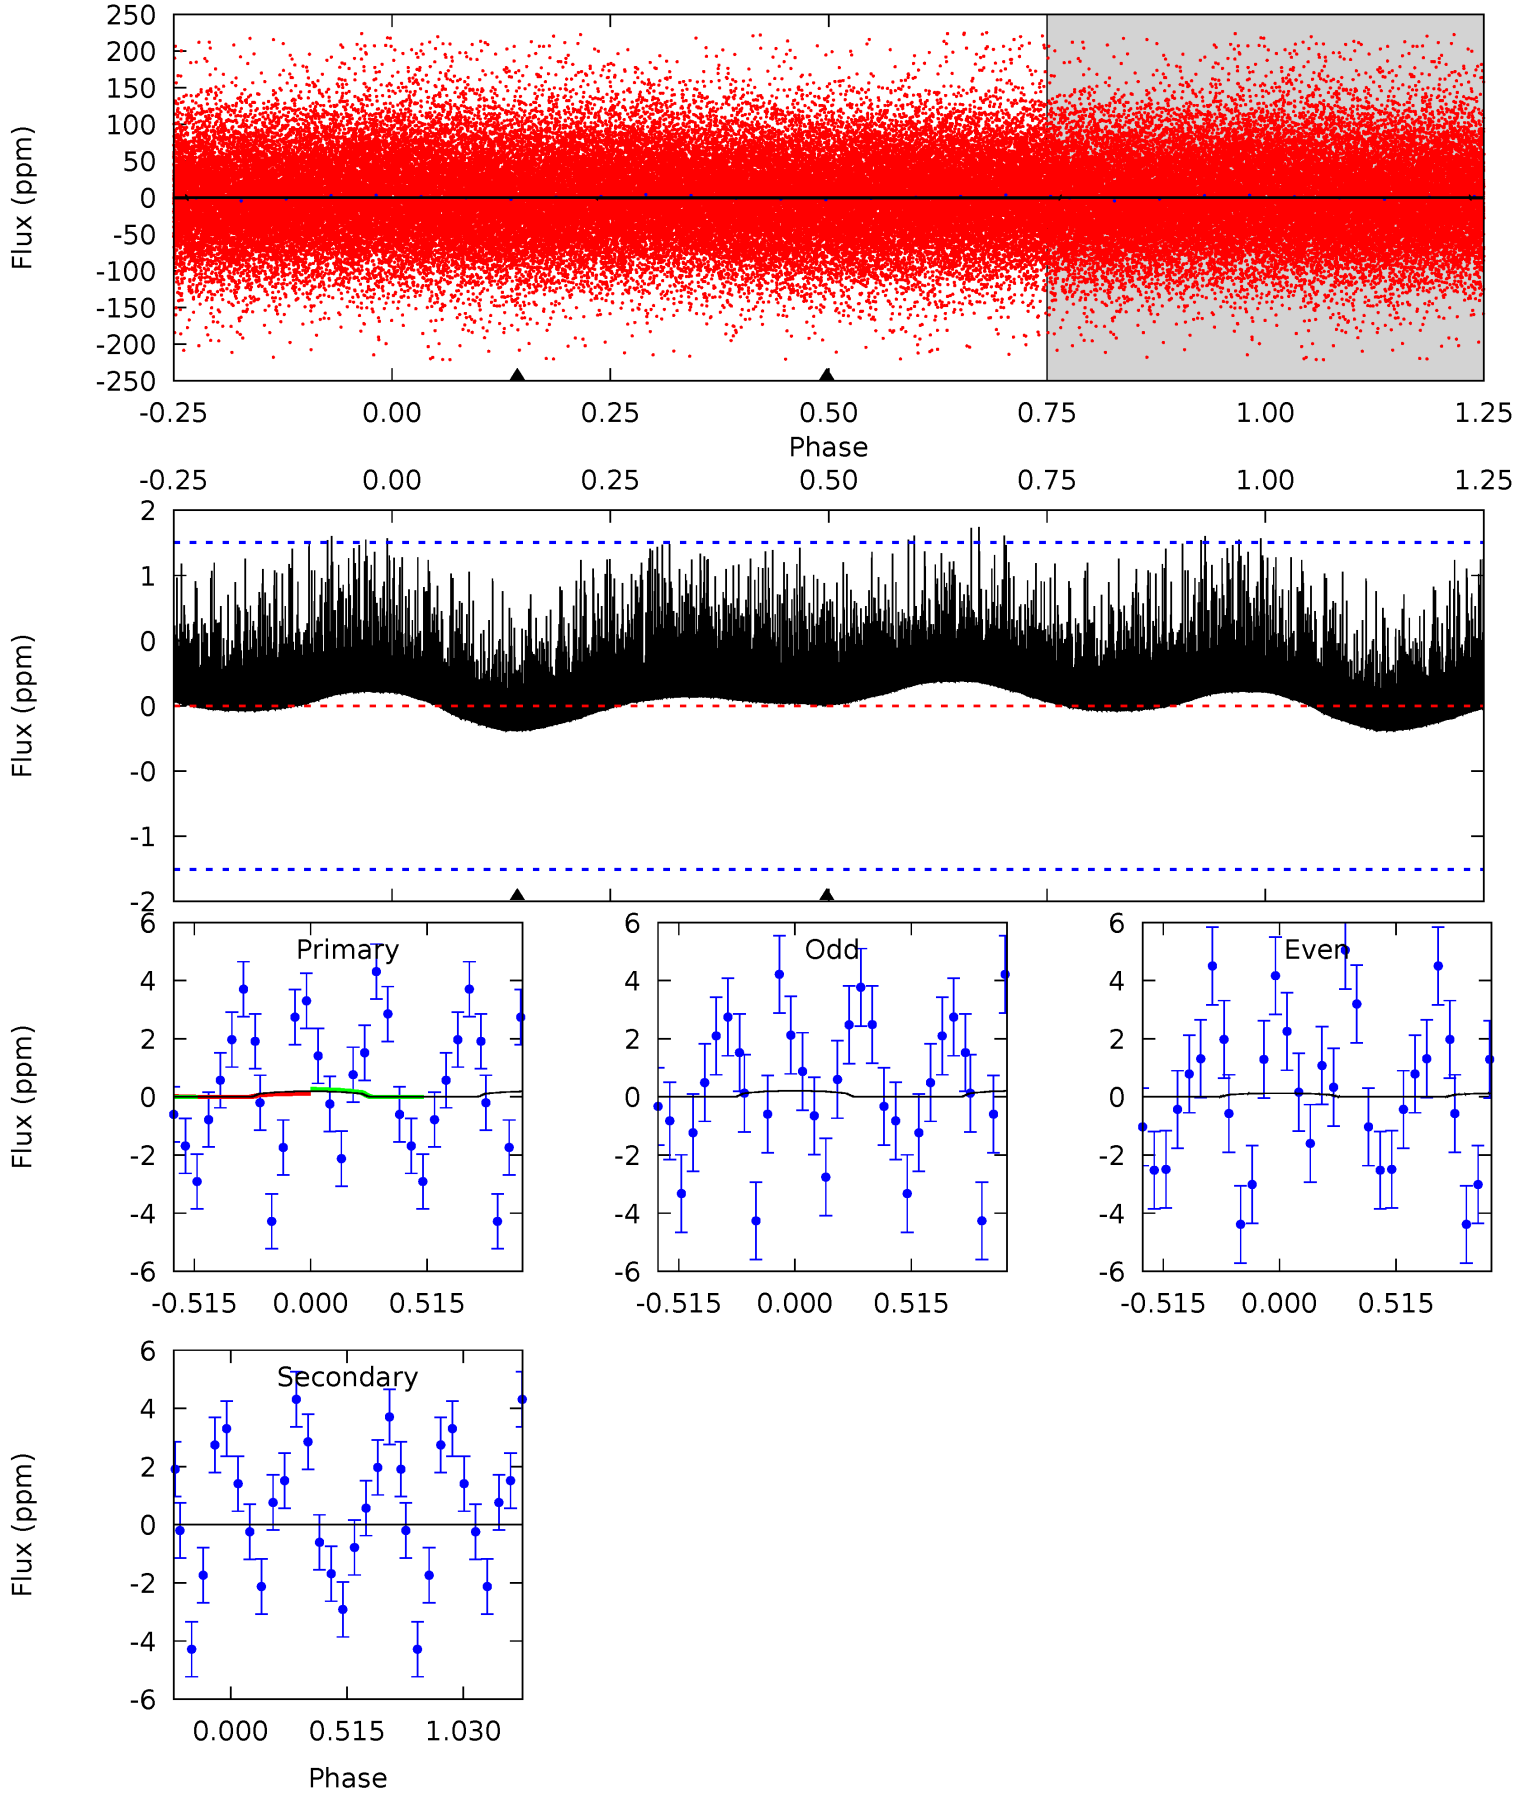 250
200
150
100
50
0
-50
-100
-150
-200
-250
Flux (ppm)
-0.25 0.00 0.25 0.50 0.75 1.00 1.25
Phase
-0.25 0.00 0.25 0.50 0.75 1.00 1.25
2
1
0
0
-0
-1
-2
Flux (ppm)
Primary Odd Even
6 6 6
4 4 4
2 2 2
0 0 0
-2 -2 -2
-4 -4 -4
-6 -6 -6
Flux (ppm)
-0.515 0.000 0.515 -0.515 0.000 0.515 -0.515 0.000 0.515
Secondary
6
4
2
0
-2
-4
-6
Flux (ppm)
0.000 0.515 1.030
Phase